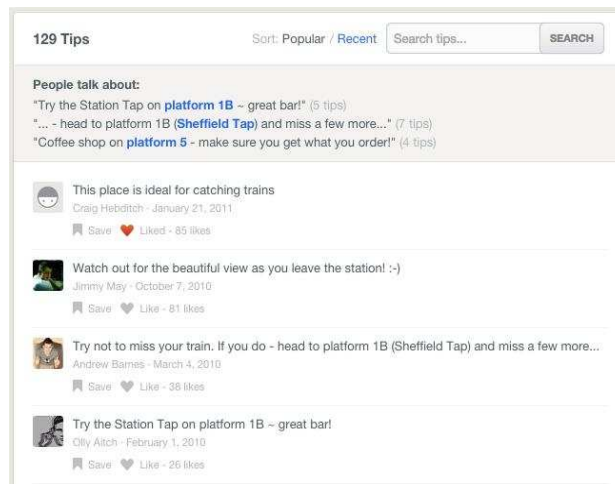 129 Tips
Sort: Popular / Recent
Search tips...
SEARCH
People talk about:
"Try the Station Tap on platform 1B ~ great bar!" (5 tips)
"... - head to platform 1B (Sheffield Tap) and miss a few more..." (7 tips)
"Coffee shop on platform 5 - make sure you get what you order!" (4 tips)
This place is ideal for catching trains
Craig Hebditch · January 21, 2011
Save Liked - 85 likes
Watch out for the beautiful view as you leave the station! :-)
Jimmy May · October 7, 2010
Save Like - 81 likes
Try not to miss your train. If you do - head to platform 1B (Sheffield Tap) and miss a few more...
Andrew Barnes · March 4, 2010
Save Like - 38 likes
Try the Station Tap on platform 1B ~ great bar!
Olly Aitch · February 1, 2010
Save Like - 26 likes